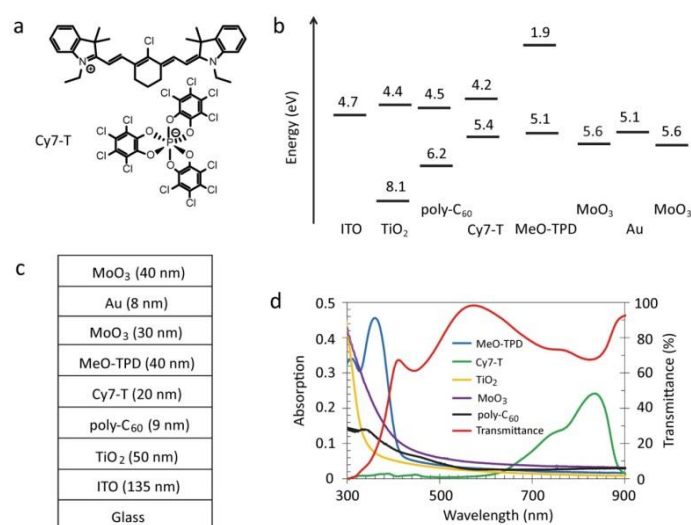 a
Cl
N
⊕
N
Cy7-T
Cl
Cl
Cl
Cl
O
O
P
⊖
O
O
O
O
Cl
Cl
Cl
Cl
Cl
Cl
Cl
Cl
b
Energy (eV)
4.7
4.4
4.5
4.2
1.9
5.4
5.1
5.6
5.1
5.6
6.2
8.1
poly-C60
MoO3
MoO3
ITO
TiO2
Cy7-T
MeO-TPD
Au
c
MoO3 (40 nm)
Au (8 nm)
MoO3 (30 nm)
MeO-TPD (40 nm)
Cy7-T (20 nm)
poly-C60 (9 nm)
TiO2 (50 nm)
ITO (135 nm)
Glass
d
Absorption
0.5
0.4
0.3
0.2
0.1
0
MeO-TPD
Cy7-T
TiO2
MoO3
poly-C60
Transmittance
100
80
60
40
20
0
Transmittance (%)
300
500
700
900
Wavelength (nm)